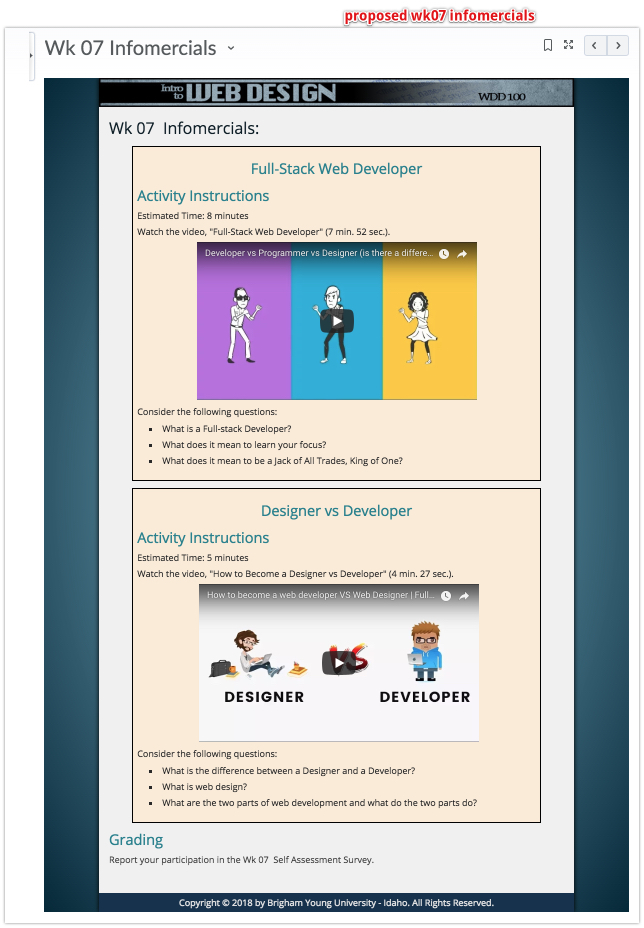 proposed wk07 infomercials
Wk 07 Infomercials
Intro to WEB DESIGN
WDD 100
Wk 07 Infomercials:
Full-Stack Web Developer
Activity Instructions
Estimated Time: 8 minutes
Watch the video, "Full-Stack Web Developer" (7 min. 52 sec.).
Developer vs Programmer vs Designer (is there a differe...
Consider the following questions:
▪ What is a Full-stack Developer?
▪ What does it mean to learn your focus?
▪ What does it mean to be a Jack of All Trades, King of One?
Designer vs Developer
Activity Instructions
Estimated Time: 5 minutes
Watch the video, "How to Become a Designer vs Developer" (4 min. 27 sec.).
How to become a web developer VS Web Designer | Full...
VS
DESIGNER DEVELOPER
Consider the following questions:
▪ What is the difference between a Designer and a Developer?
▪ What is web design?
▪ What are the two parts of web development and what do the two parts do?
Grading
Report your participation in the Wk 07 Self Assessment Survey.
Copyright © 2018 by Brigham Young University - Idaho. All Rights Reserved.